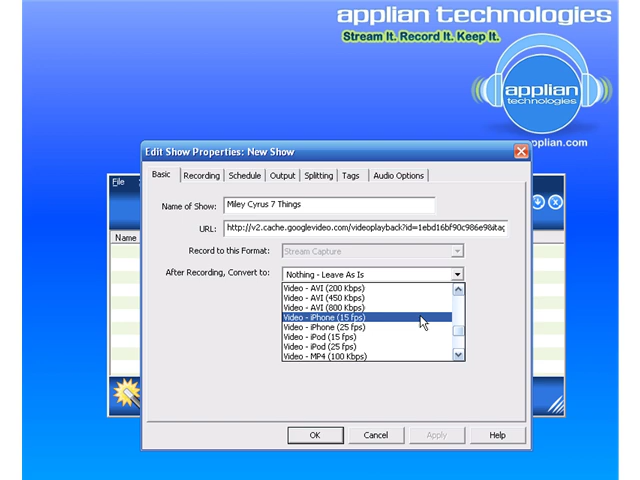 applian technologies
Stream It. Record It. Keep It.
applian
technologies
pplian.com
Edit Show Properties: New Show
Basic
Recording
Schedule
Output
Splitting
Tags
Audio Options
File
Name of Show:
Miley Cyrus 7 Things
URL:
http://v2.cache.googlevideo.com/videoplayback?id=1ebd16bf90c986e98itag
Name
Record to this Format:
Stream Capture
After Recording, Convert to:
Nothing - Leave As Is
Video - AVI (200 Kbps)
Video - AVI (450 Kbps)
Video - AVI (800 Kbps)
Video - iPhone (15 fps)
Video - iPhone (25 fps)
Video - iPod (15 fps)
Video - iPod (25 fps)
Video - MP4 (100 Kbps)
OK
Cancel
Apply
Help